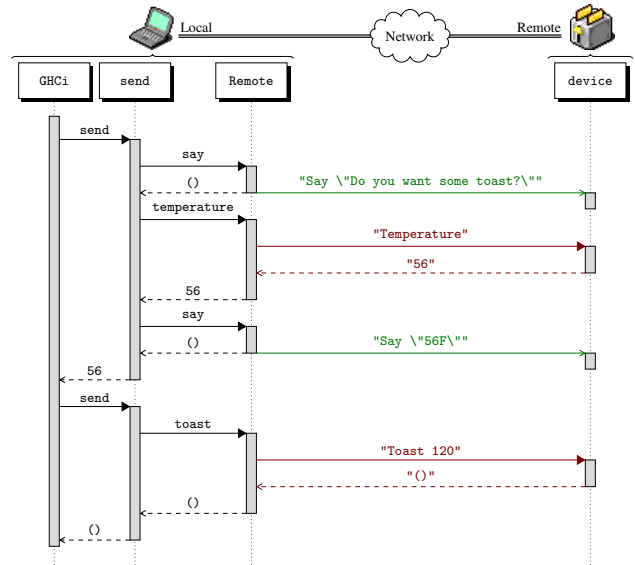 Local
Network
Remote
GHCi
send
Remote
device
send
say
()
"Say \"Do you want some toast?\""
temperature
"Temperature"
"56"
56
say
()
"Say \"56F\""
56
send
toast
"Toast 120"
"()"
()
()